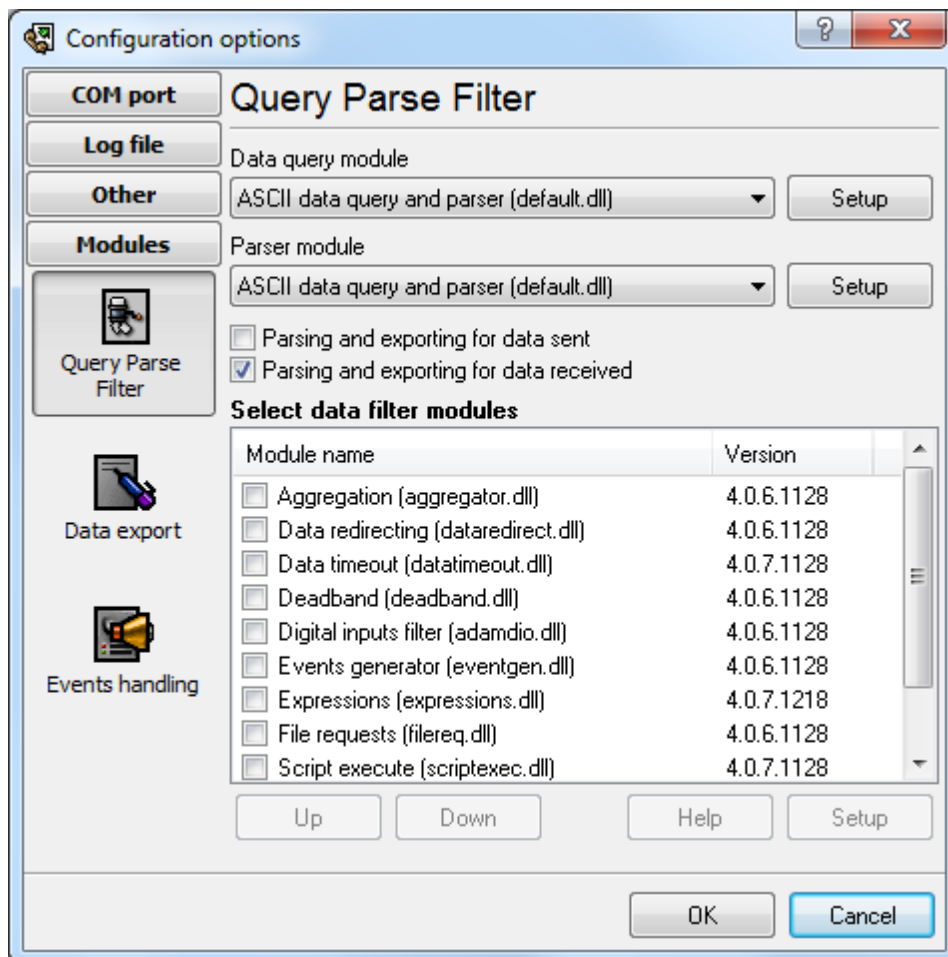 Configuration options
COM port
Log file
Other
Modules
Query Parse
Filter
Data export
Events handling
Query Parse Filter
Data query module
ASCII data query and parser (default.dll)
Setup
Parser module
ASCII data query and parser (default.dll)
Setup
Parsing and exporting for data sent
Parsing and exporting for data received
Select data filter modules
Module name Version
Aggregation (aggregator.dll) 4.0.6.1128
Data redirecting (dataredirect.dll) 4.0.6.1128
Data timeout (datatimeout.dll) 4.0.7.1128
Deadband (deadband.dll) 4.0.6.1128
Digital inputs filter (adamdio.dll) 4.0.6.1128
Events generator (eventgen.dll) 4.0.6.1128
Expressions (expressions.dll) 4.0.7.1218
File requests (filereq.dll) 4.0.6.1128
Script execute (scriptexec.dll) 4.0.7.1128
Up Down Help Setup
OK Cancel